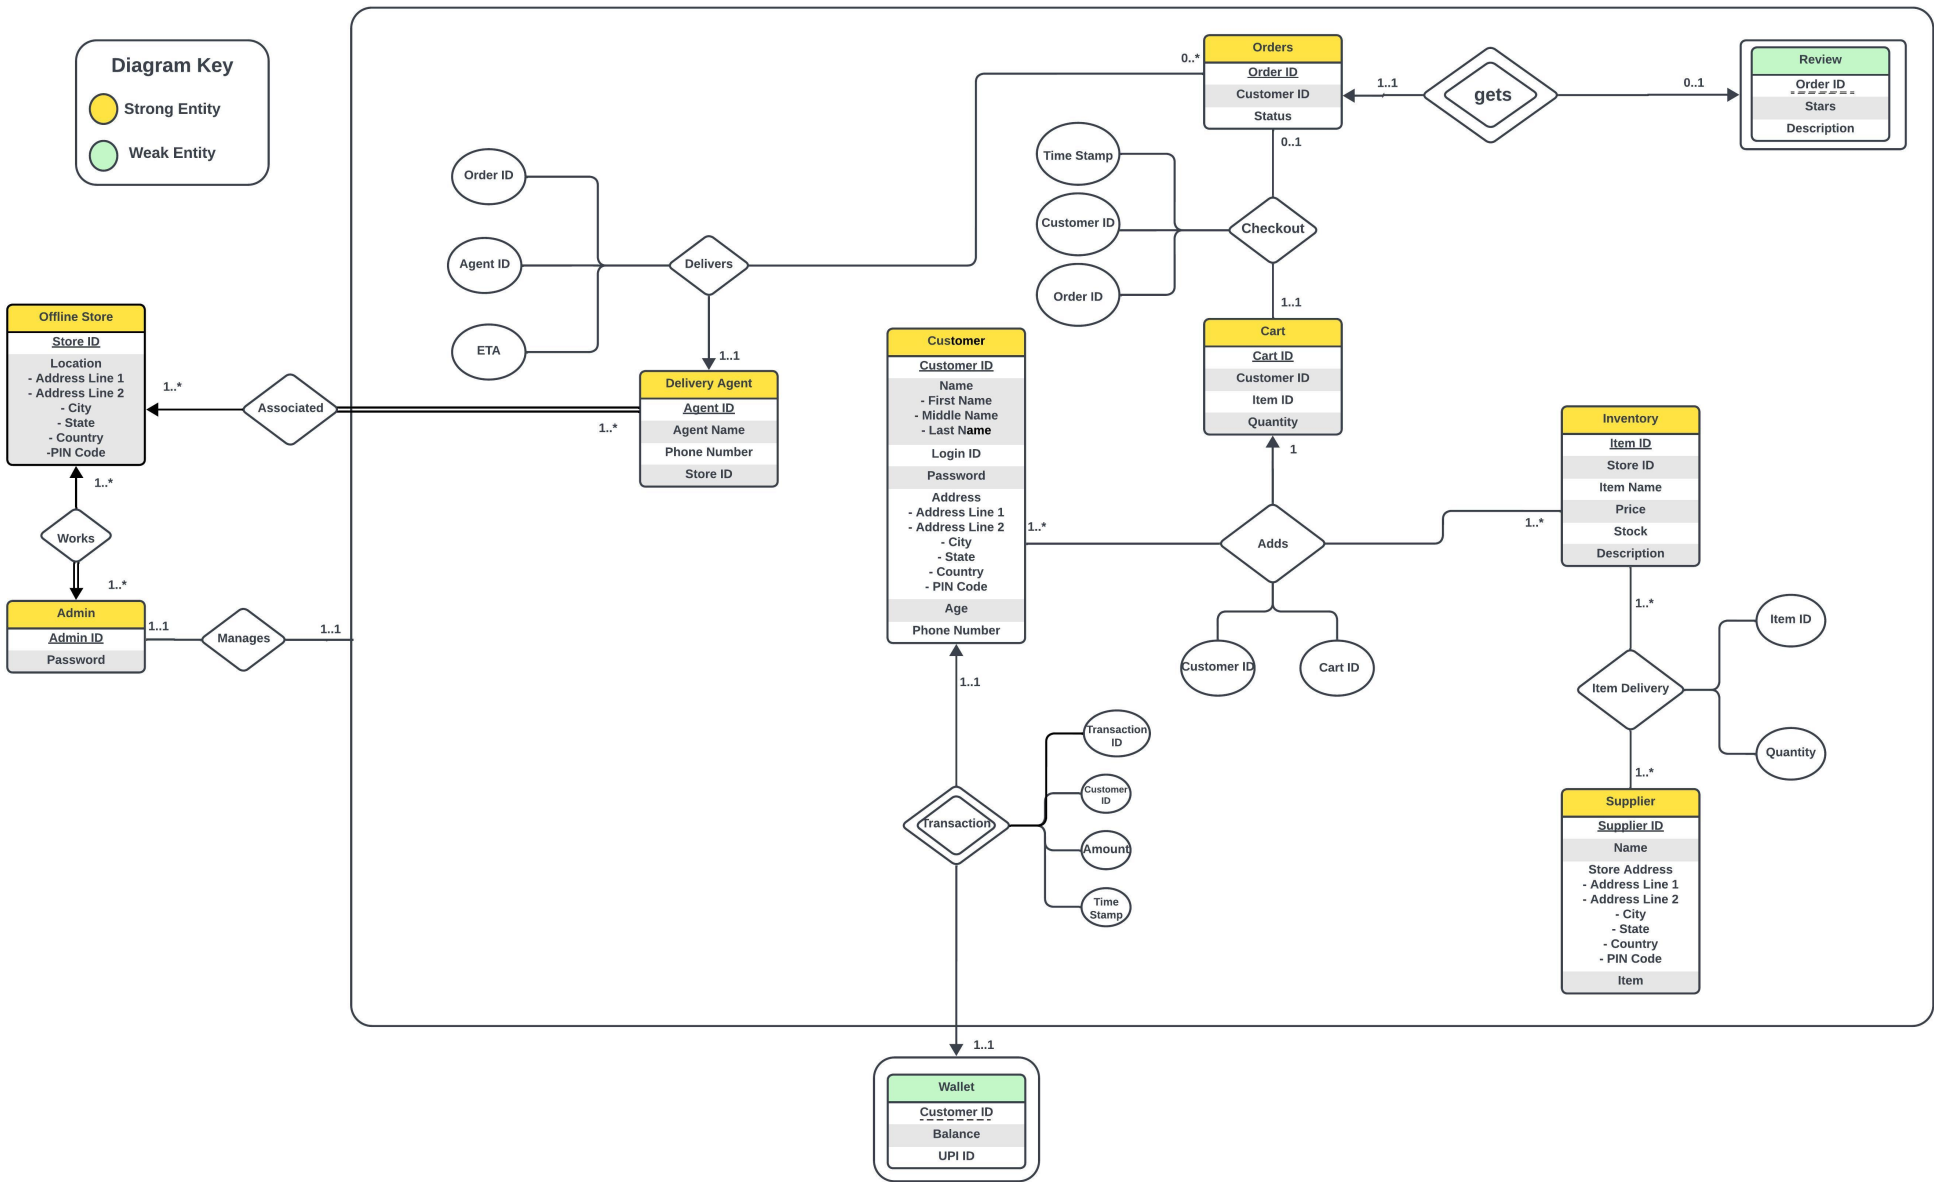 Diagram Key
Strong Entity
Weak Entity
Orders
Order ID
Customer ID
Status
0..*
1..1
gets
0..1
Review
Order ID
Stars
Description
0..1
Time Stamp
Customer ID
Order ID
Checkout
1..1
Order ID
Agent ID
ETA
Delivers
1..1
Offline Store
Store ID
Location
- Address Line 1
- Address Line 2
- City
- State
- Country
-PIN Code
1..*
Associated
1..*
Delivery Agent
Agent ID
Agent Name
Phone Number
Store ID
Customer
Customer ID
Name
- First Name
- Middle Name
- Last Name
Login ID
Password
Address
- Address Line 1
- Address Line 2
- City
- State
- Country
- PIN Code
Age
Phone Number
Cart
Cart ID
Customer ID
Item ID
Quantity
1
1..*
Adds
1..*
Customer ID
Cart ID
Inventory
Item ID
Store ID
Item Name
Price
Stock
Description
1..*
Item Delivery
Item ID
Quantity
1..*
Supplier
Supplier ID
Name
Store Address
- Address Line 1
- Address Line 2
- City
- State
- Country
- PIN Code
Item
1..*
Works
1..*
Admin
Admin ID
Password
1..1
Manages
1..1
1..1
Transaction
Transaction
ID
Customer
ID
Amount
Time
Stamp
1..1
Wallet
Customer ID
Balance
UPI ID